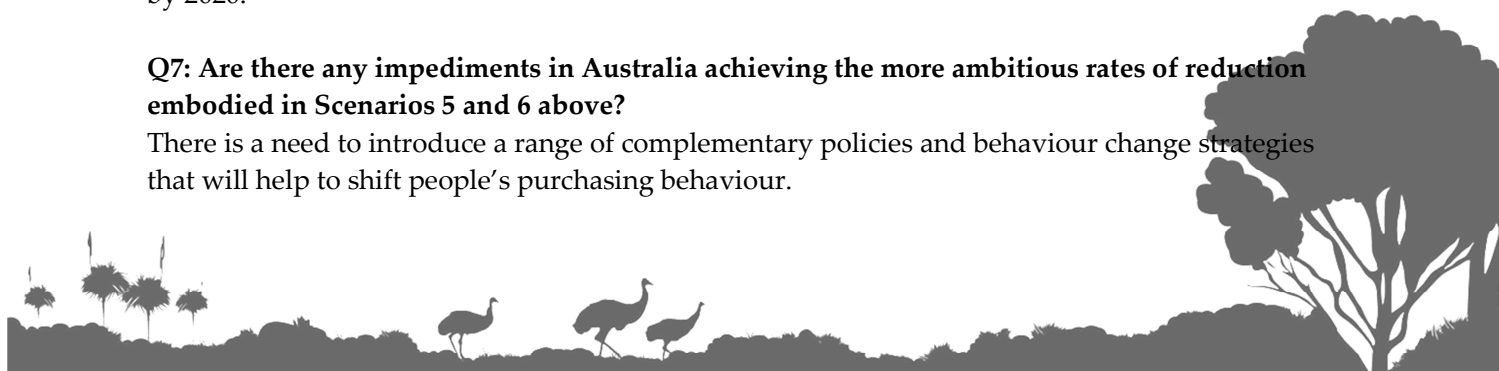 Q7: Are there any impediments in Australia achieving the more ambitious rates of reduction
embodied in Scenarios 5 and 6 above?
There is a need to introduce a range of complementary policies and behaviour change strategies
that will help to shift people's purchasing behaviour.